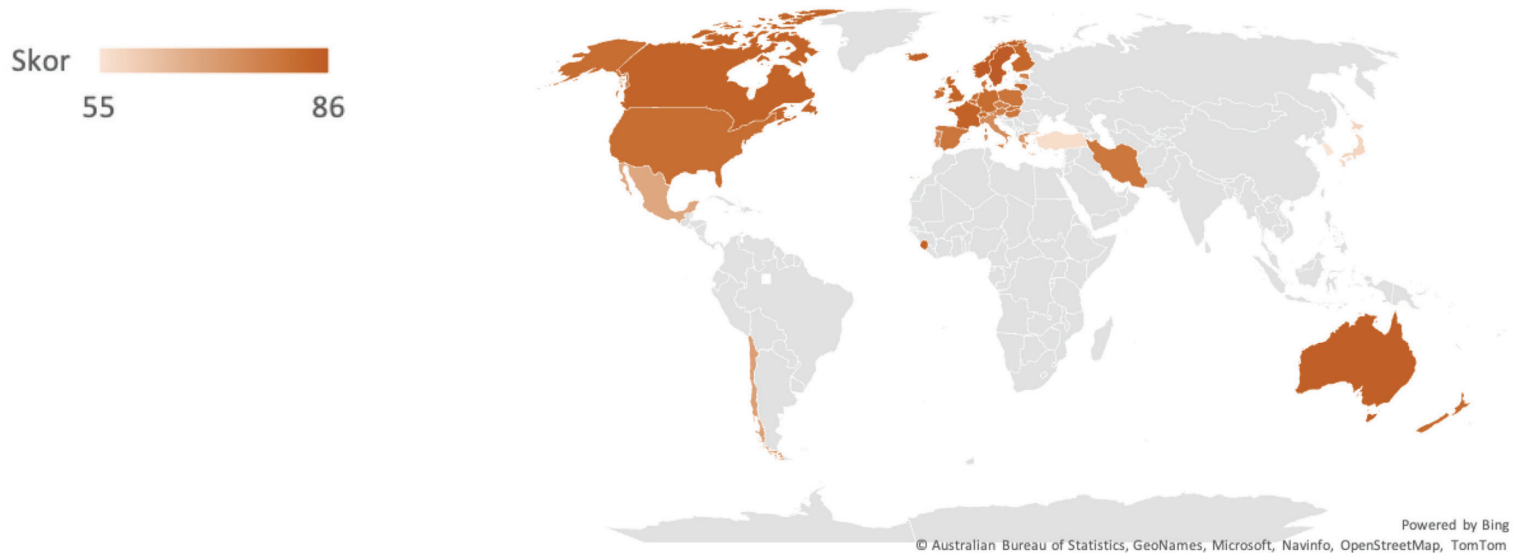 Skor
55 86
Powered by Bing
© Australian Bureau of Statistics, GeoNames, Microsoft, Navinfo, OpenStreetMap, TomTom